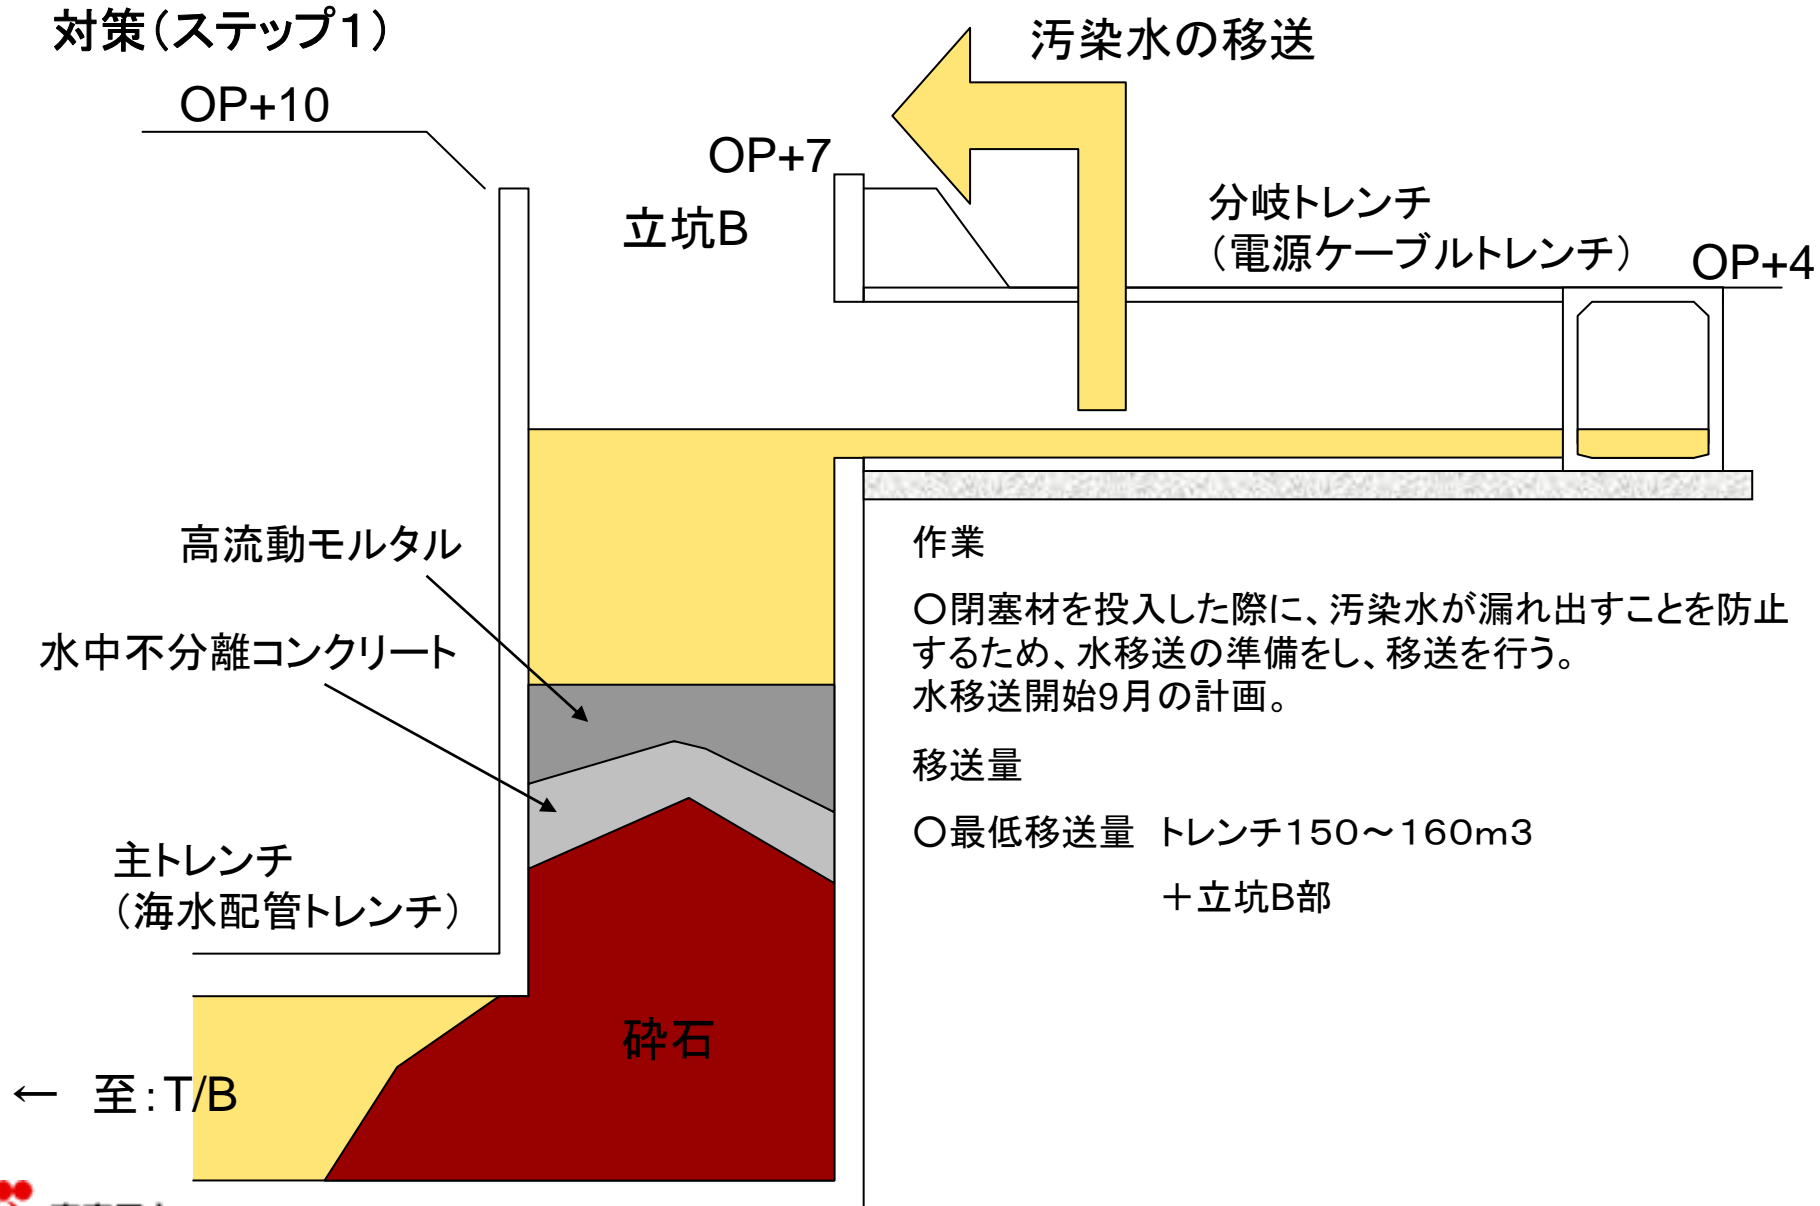 対策(ステップ1)
汚染水の移送
OP+10
OP+7
立坑B
分岐トレンチ
(電源ケーブルトレンチ)
OP+4
高流動モルタル
水中不分離コンクリート
作業
○閉塞材を投入した際に、汚染水が漏れ出すことを防止
するため、水移送の準備をし、移送を行う。
水移送開始9月の計画。
移送量
○最低移送量 トレンチ150~160m3
+立坑B部
主トレンチ
(海水配管トレンチ)
砕石
← 至:T/B